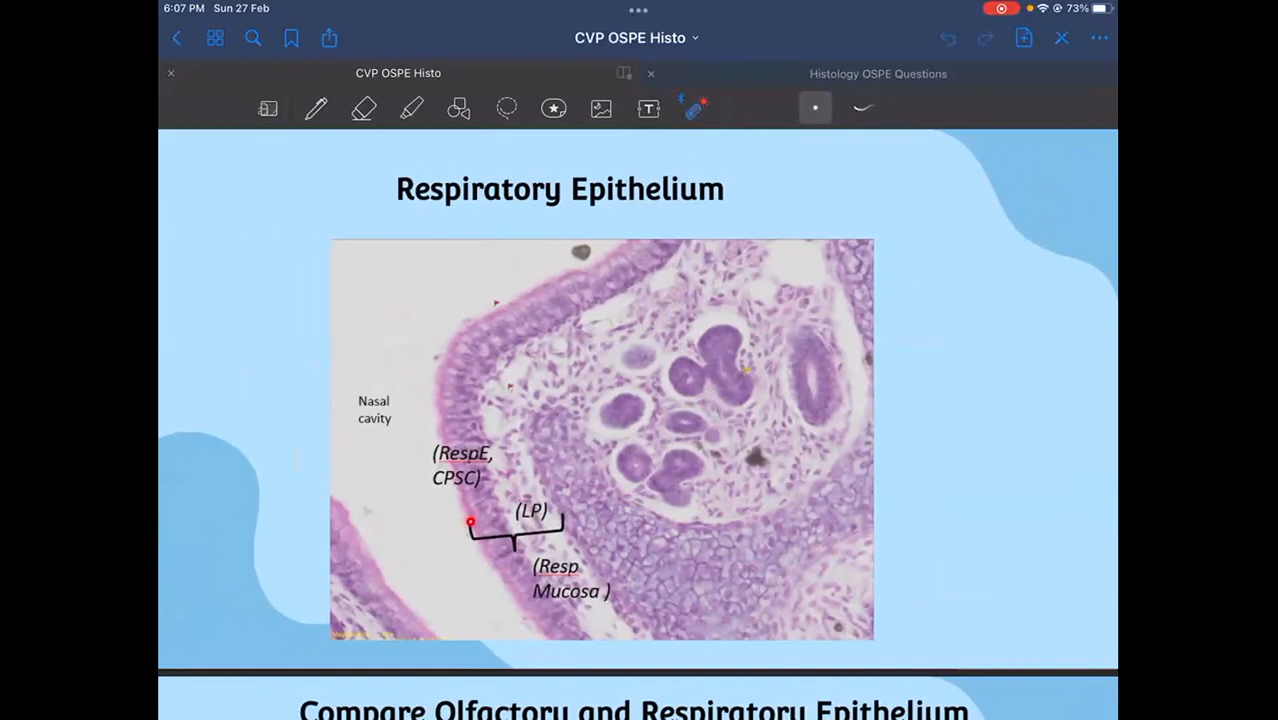 6:07 PM Sun 27 Feb
73%
CVP OSPE Histo
CVP OSPE Histo
Histology OSPE Questions
Respiratory Epithelium
Nasal
cavity
(RespE,
CPSC)
(LP)
(Resp
Mucosa )
Compare Olfactory and Respiratory Epithelium